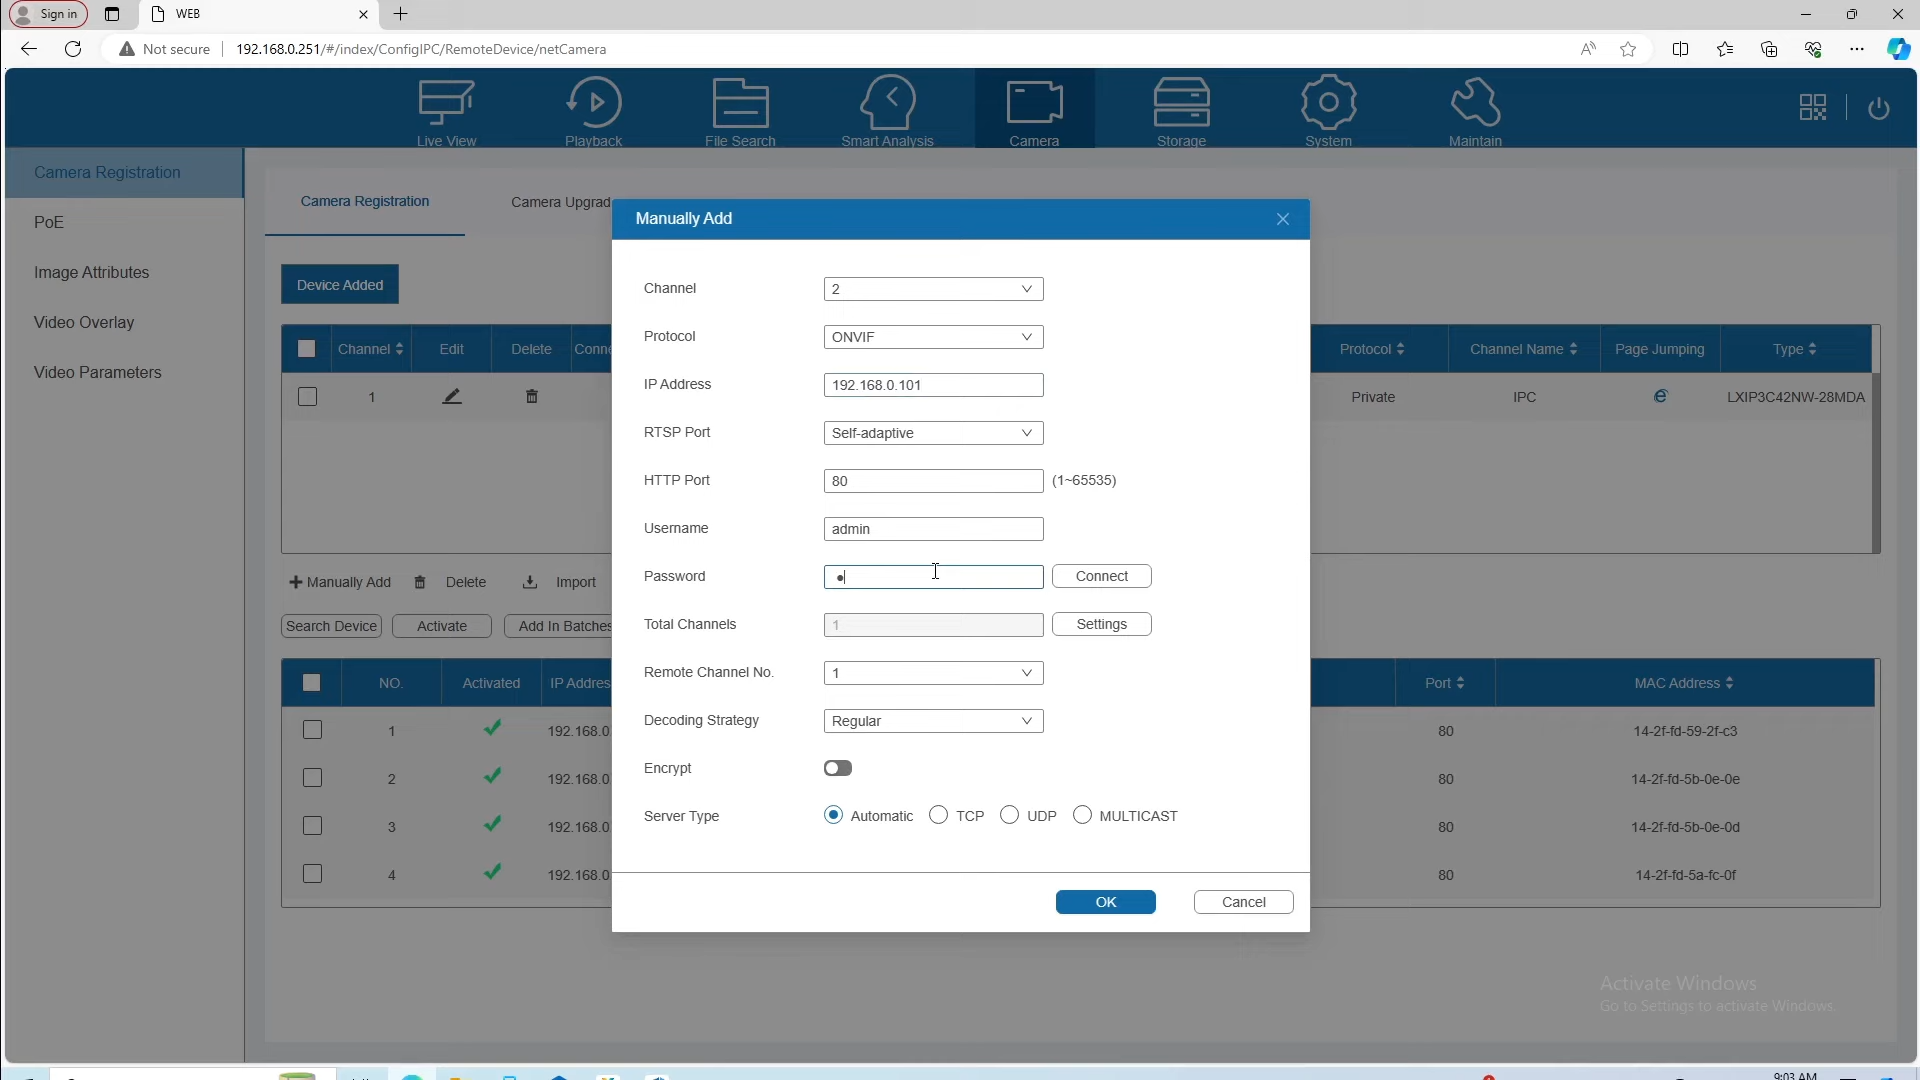 Sign in
WEB
Not secure
192.168.0.251/#/index/ConfigIPC/RemoteDevice/netCamera
Live View
Playback
File Search
Smart Analysis
Camera
Storage
System
Maintain
Camera Registration
PoE
Image Attributes
Video Overlay
Video Parameters
Camera Registration
Camera Upgrad
Device Added
Channel
Edit
Delete
Conne
Protocol
Channel Name
Page Jumping
Type
1
Private
IPC
LXIP3C42NW-28MDA
Manually Add
Delete
Import
Search Device
Activate
Add In Batches
NO.
Activated
IP Addres
Port
MAC Address
1
192.168.0
80
14-2f-fd-59-2f-c3
2
192.168.0
80
14-2f-fd-5b-0e-0e
3
192.168.0
80
14-2f-fd-5b-0e-0d
4
192.168.0
80
14-2f-fd-5a-fc-0f
Manually Add
Channel
2
Protocol
ONVIF
IP Address
192.168.0.101
RTSP Port
Self-adaptive
HTTP Port
80
(1~65535)
Username
admin
Password
Connect
Total Channels
1
Settings
Remote Channel No.
1
Decoding Strategy
Regular
Encrypt
Server Type
Automatic
TCP
UDP
MULTICAST
OK
Cancel
Activate Windows
Go to Settings to activate Windows.
9:03 AM